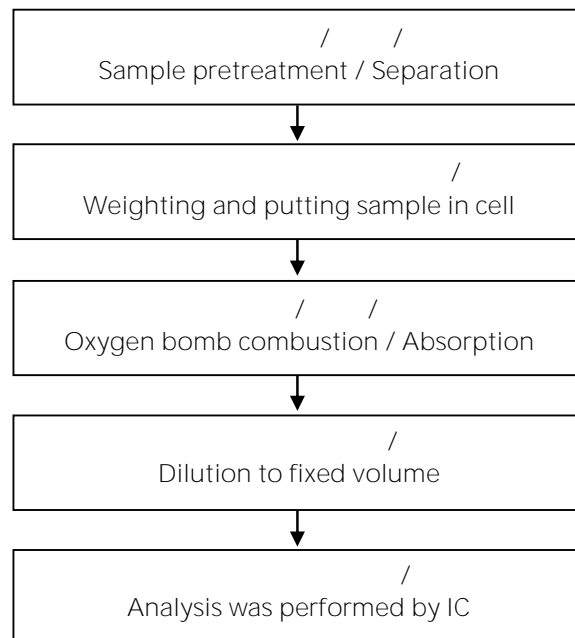 / /
Sample pretreatment / Separation
/
Weighting and putting sample in cell
/ /
Oxygen bomb combustion / Absorption
/
Dilution to fixed volume
/
Analysis was performed by IC